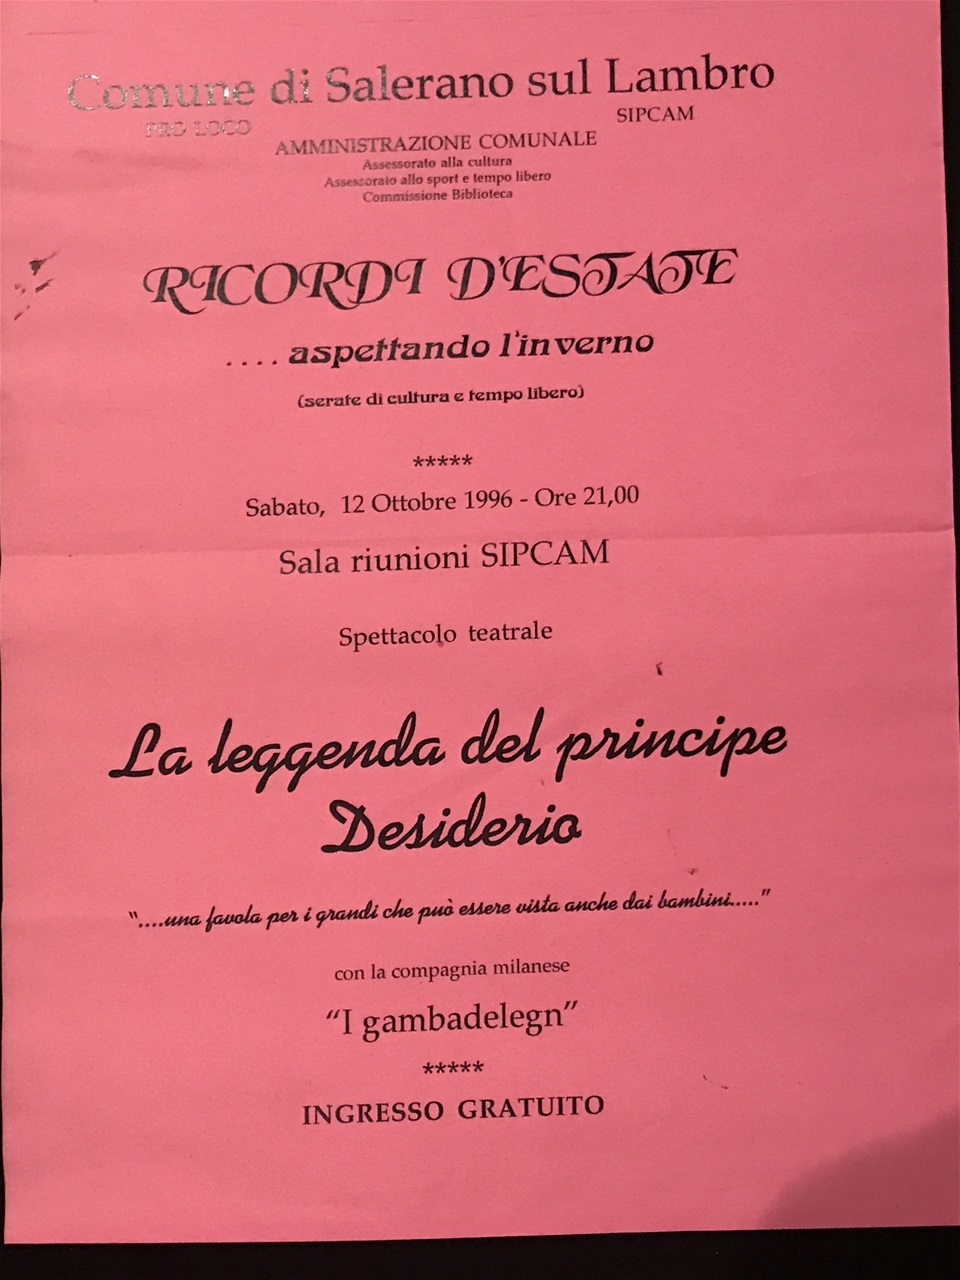 Comune di Salerano sul Lambro
PRO LOCO
SIPCAM
AMMINISTRAZIONE COMUNALE
Assessorato alla cultura
Assessorato allo sport e tempo libero
Commissione Biblioteca
RICORDI D'ESTATE
.... aspettando l'inverno
(serate di cultura e tempo libero)
*****
Sabato, 12 Ottobre 1996 - Ore 21,00
Sala riunioni SIPCAM
Spettacolo teatrale
La leggenda del principe
Desiderio
"....una favola per i grandi che può essere vista anche dai bambini....."
con la compagnia milanese
"I gambadelegn"
*****
INGRESSO GRATUITO